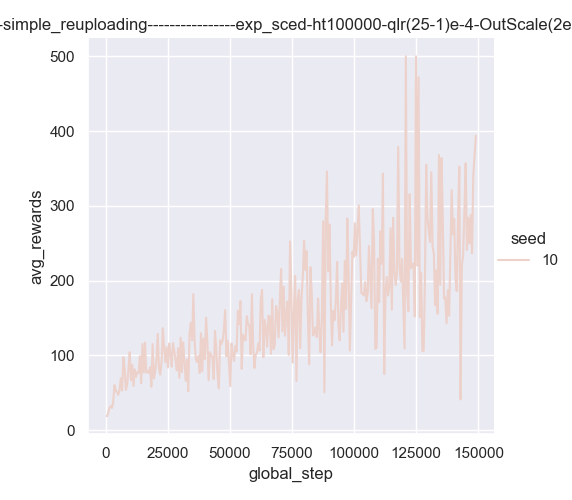 -simple_reuploading----------------exp_sced-ht100000-qlr(25-1)e-4-OutScale(2e
500
400
300
200
100
0
avg_rewards
0 25000 50000 75000 100000 125000 150000
global_step
seed
10